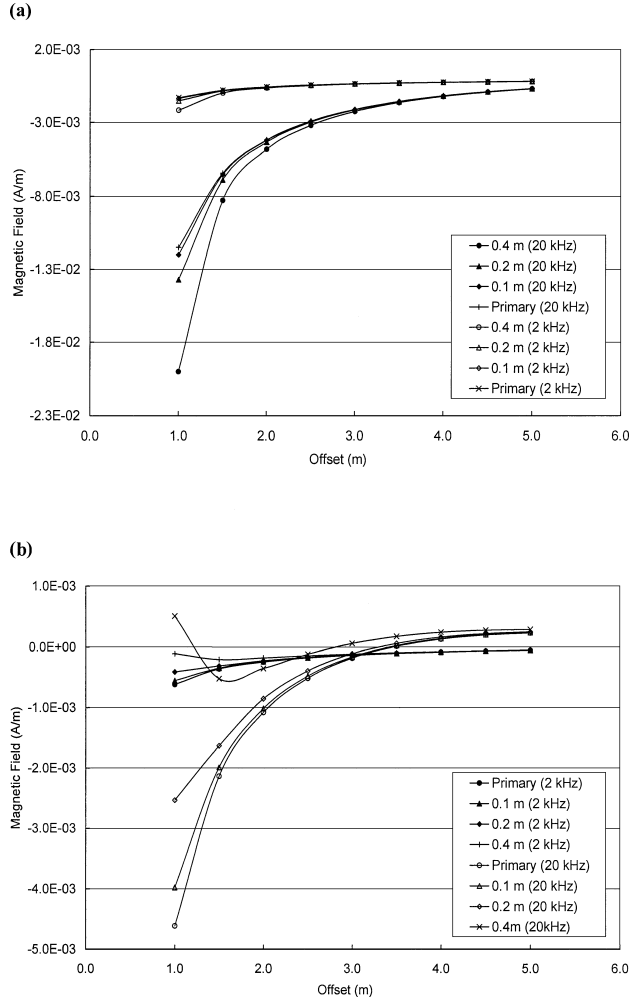 (a)
2.0E-03
-3.0E-03
-8.0E-03
-1.3E-02
-1.8E-02
-2.3E-02
Magnetic Field (A/m)
0.4 m (20 kHz)
0.2 m (20 kHz)
0.1 m (20 kHz)
Primary (20 kHz)
0.4 m (2 kHz)
0.2 m (2 kHz)
0.1 m (2 kHz)
Primary (2 kHz)
0.0 1.0 2.0 3.0 4.0 5.0 6.0
Offset (m)
(b)
1.0E-03
0.0E+00
-1.0E-03
-2.0E-03
-3.0E-03
-4.0E-03
-5.0E-03
Magnetic Field (A/m)
Primary (2 kHz)
0.1 m (2 kHz)
0.2 m (2 kHz)
0.4 m (2 kHz)
Primary (20 kHz)
0.1 m (20 kHz)
0.2 m (20 kHz)
0.4m (20kHz)
0.0 1.0 2.0 3.0 4.0 5.0 6.0
Offset (m)